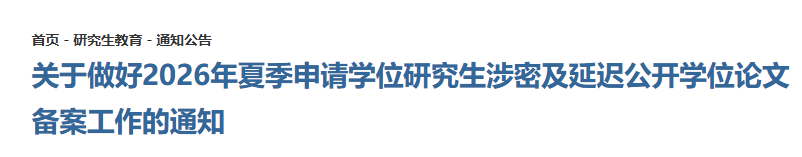 首页 - 研究生教育 - 通知公告
关于做好2026年夏季申请学位研究生涉密及延迟公开学位论文
备案工作的通知